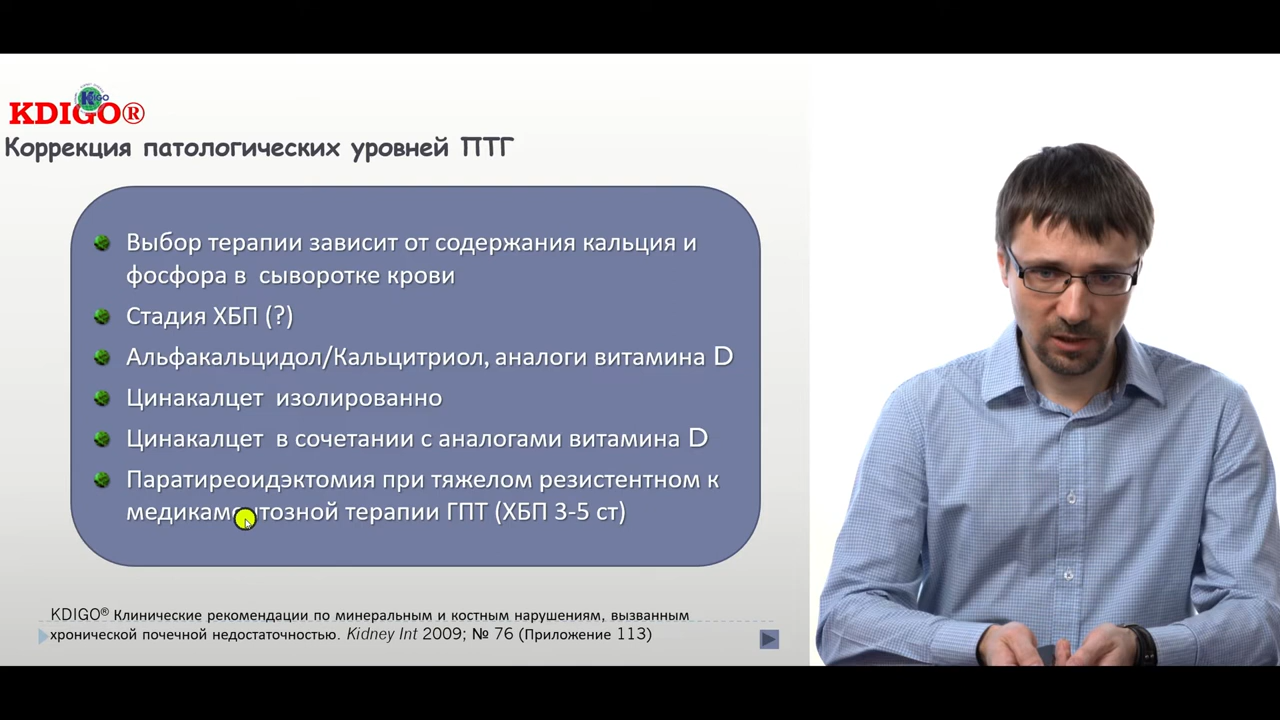 KDIGO
KDIGO®
Коррекция патологических уровней ПТГ
Выбор терапии зависит от содержания кальция и
фосфора в сыворотке крови
Стадия ХБП (?)
Альфакальцидол/Кальцитриол, аналоги витамина D
Цинакалцет изолированно
Цинакалцет в сочетании с аналогами витамина D
Паратиреоидэктомия при тяжелом резистентном к
медикаментозной терапии ГПТ (ХБП 3-5 ст)
KDIGO® Клинические рекомендации по минеральным и костным нарушениям, вызванным
хронической почечной недостаточностью. Kidney Int 2009; № 76 (Приложение 113)